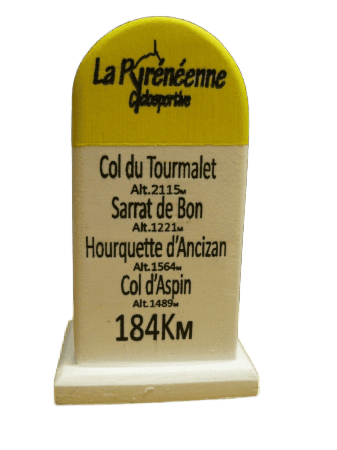 La Pyrénéenne
Cyclosportive
Col du Tourmalet
Alt.2115M
Sarrat de Bon
Alt.1221M
Hourquette d'Ancizan
Alt.1564M
Col d'Aspin
Alt.1489M
184KM